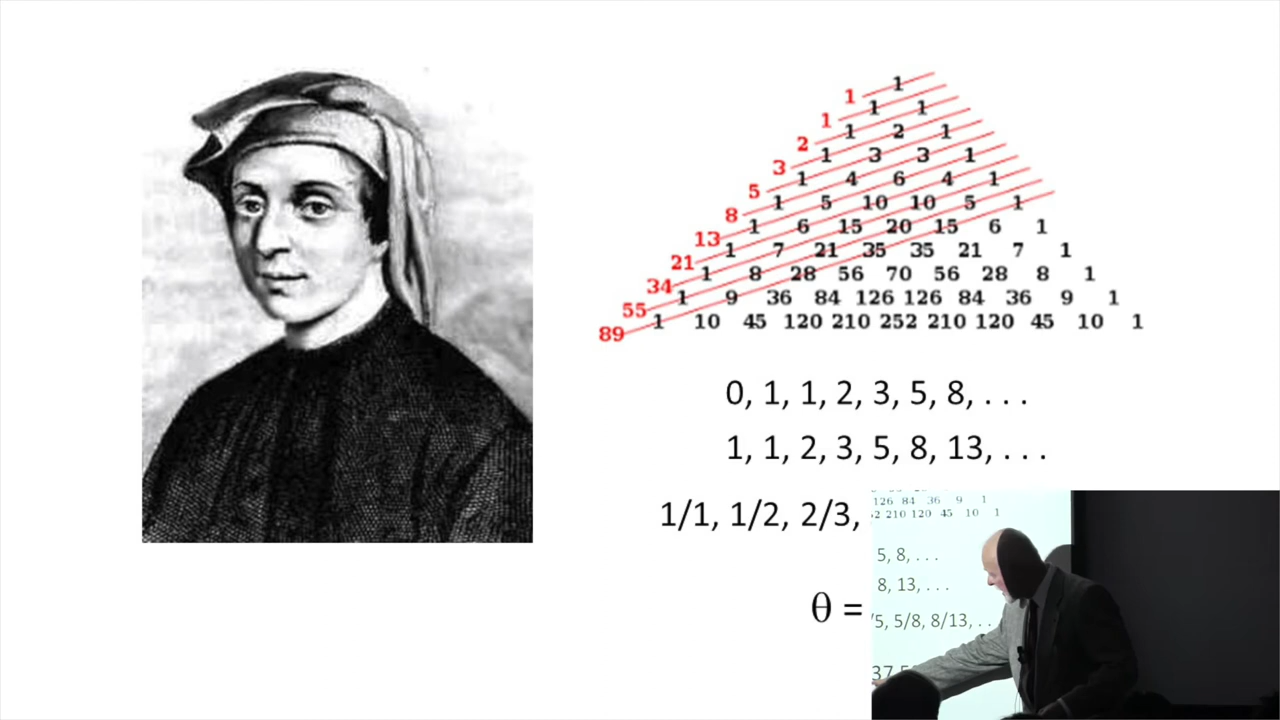 1
1
1
1 1
2
1 2 1
3
1 3 3 1
5
1 4 6 4 1
8
1 5 10 10 5 1
13
1 6 15 20 15 6 1
21
1 7 21 35 35 21 7 1
34
1 8 28 56 70 56 28 8 1
55
1 9 36 84 126 126 84 36 9 1
89
1 10 45 120 210 252 210 120 45 10 1
0, 1, 1, 2, 3, 5, 8, . . .
1, 1, 2, 3, 5, 8, 13, . . .
1/1, 1/2, 2/3,
θ =
126 84 36 9 1
210 120 45 10 1
5, 8, . . .
8, 13, . . .
/5, 5/8, 8/13, . .